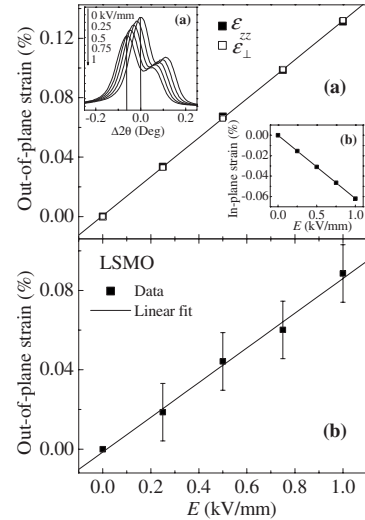 0.12
0.08
0.04
0.00
Out-of-plane strain (%)
0 kV/mm
0.25
0.5
0.75
1
(a)
-0.2
0.0
0.2
Δ2θ (Deg)
ε_zz
ε_⊥
(a)
(b)
0.00
-0.02
-0.04
-0.06
In-plane strain (%)
0.0
0.5
1.0
E (kV/mm)
LSMO
Data
Linear fit
0.08
0.04
0.00
Out-of-plane strain (%)
(b)
0.0
0.2
0.4
0.6
0.8
1.0
E (kV/mm)